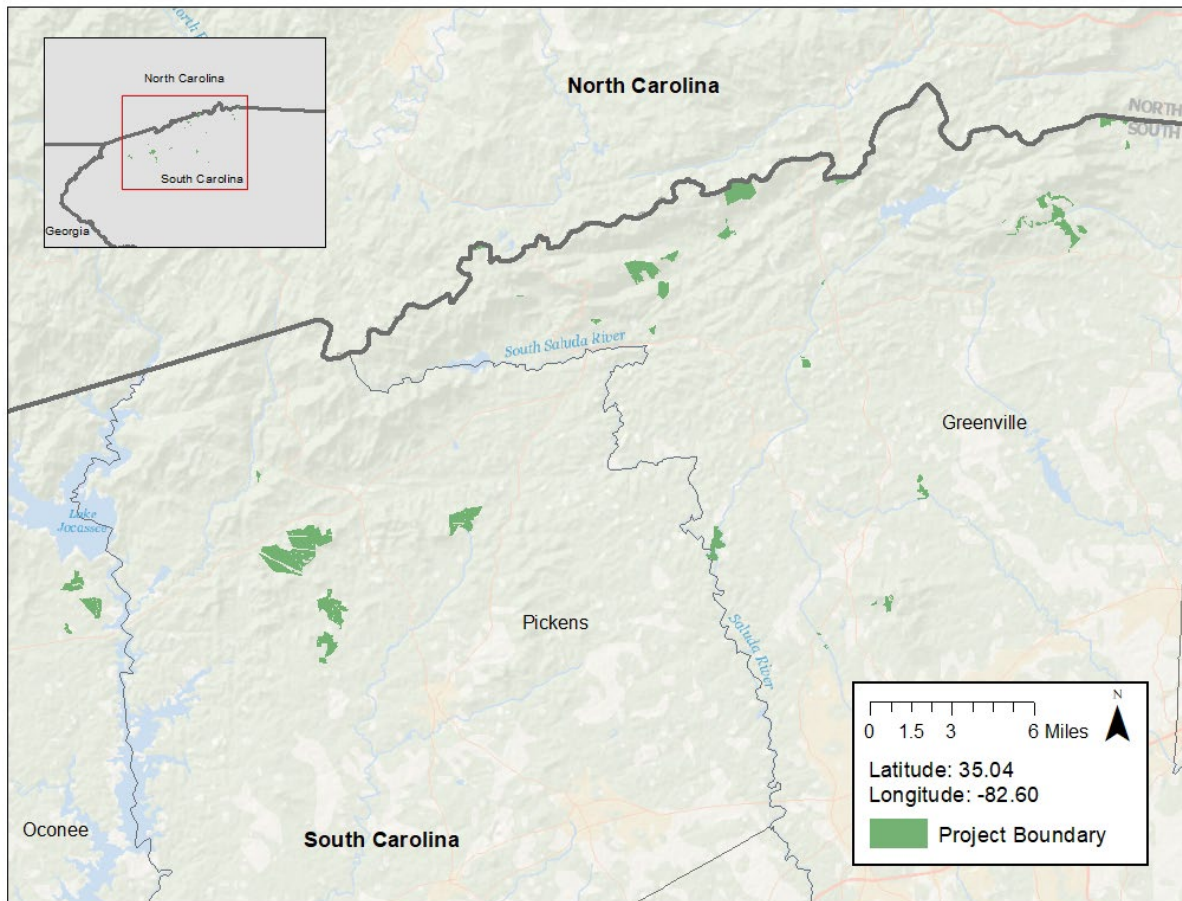 North Carolina
South Carolina
Georgia
North Carolina
NORTH
SOUTH
South Saluda River
Greenville
Lake
Jocassee
Pickens
Saluda River
Oconee
South Carolina
N
0 1.5 3 6 Miles
Latitude: 35.04
Longitude: -82.60
Project Boundary